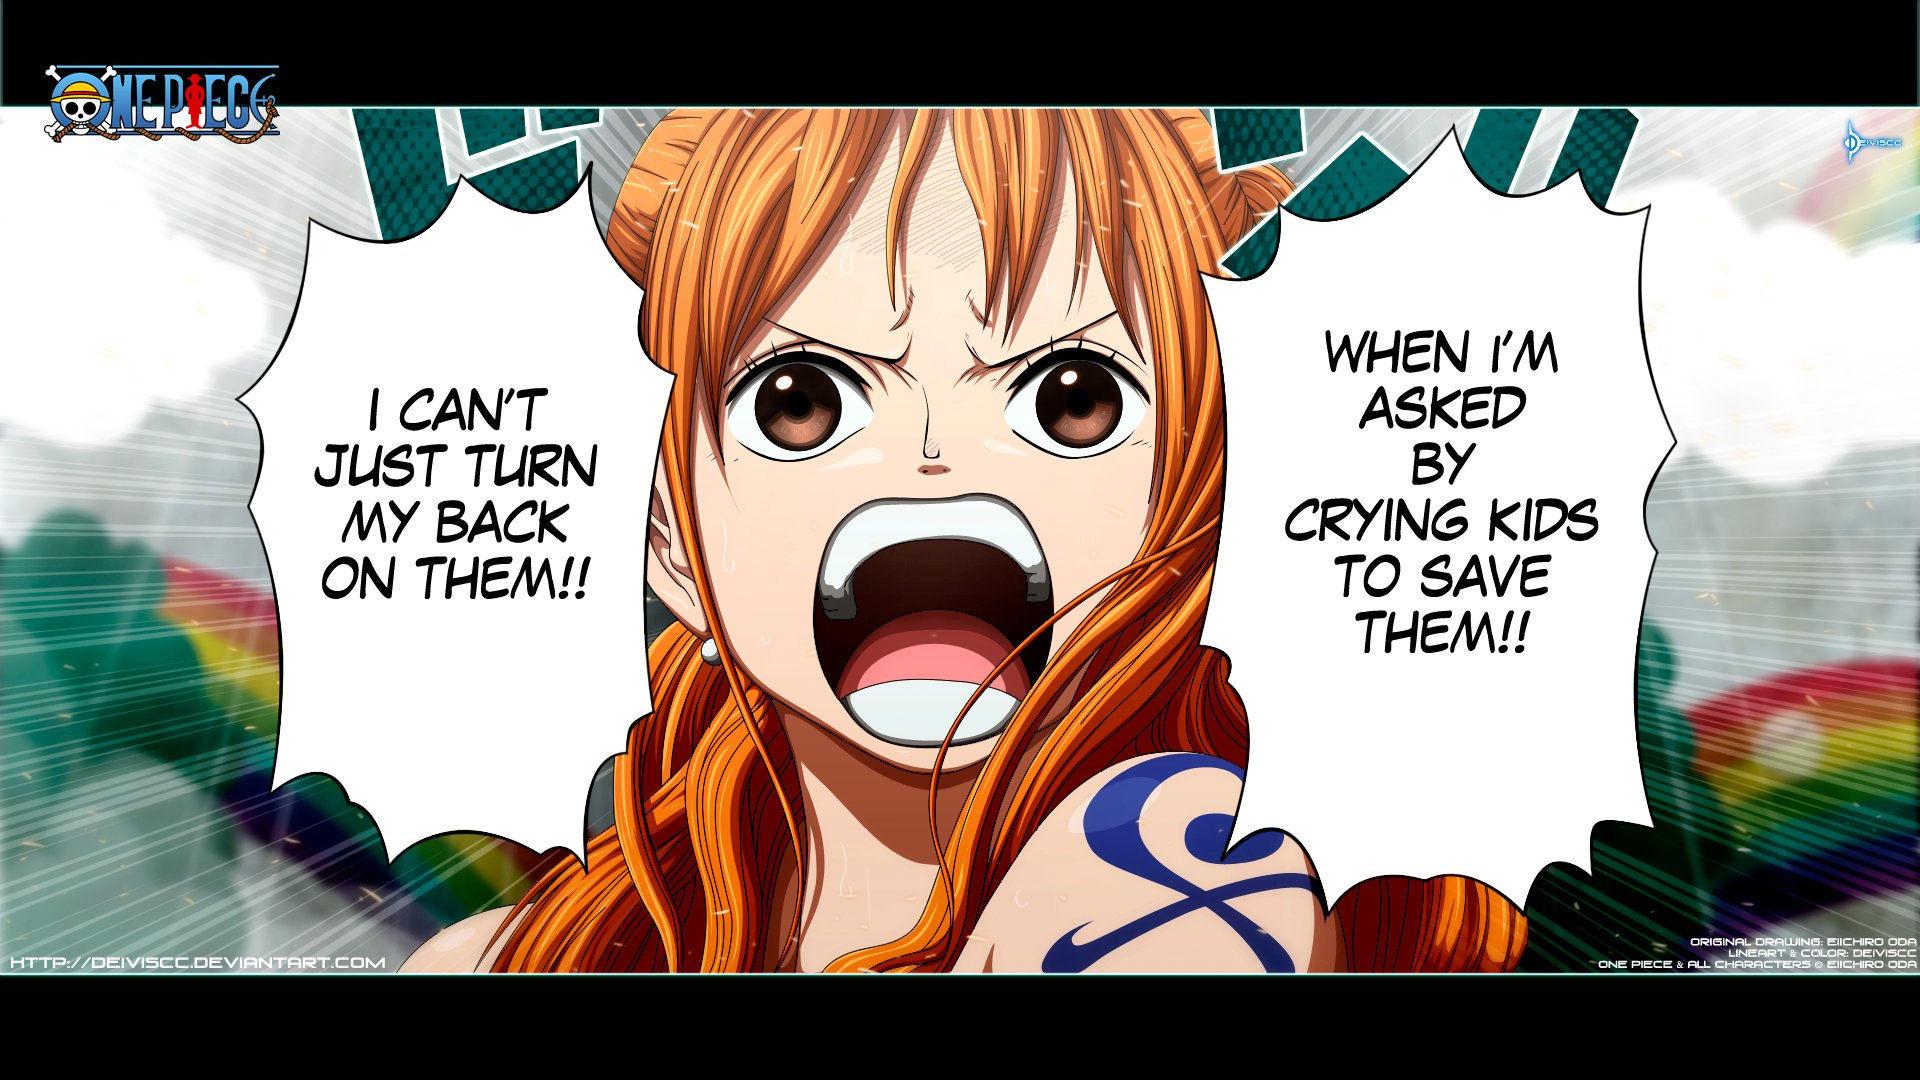 ONE PIECE
DEIVISCC
WHEN I'M
ASKED
BY
CRYING KIDS
TO SAVE
THEM!!
I CAN'T
JUST TURN
MY BACK
ON THEM!!
HTTP://DEIVISCC.DEVIANTART.COM
ORIGINAL DRAWING: EIICHIRO ODA
LINEART & COLOR: DEIVISCC
ONE PIECE & ALL CHARACTERS © EIICHIRO ODA